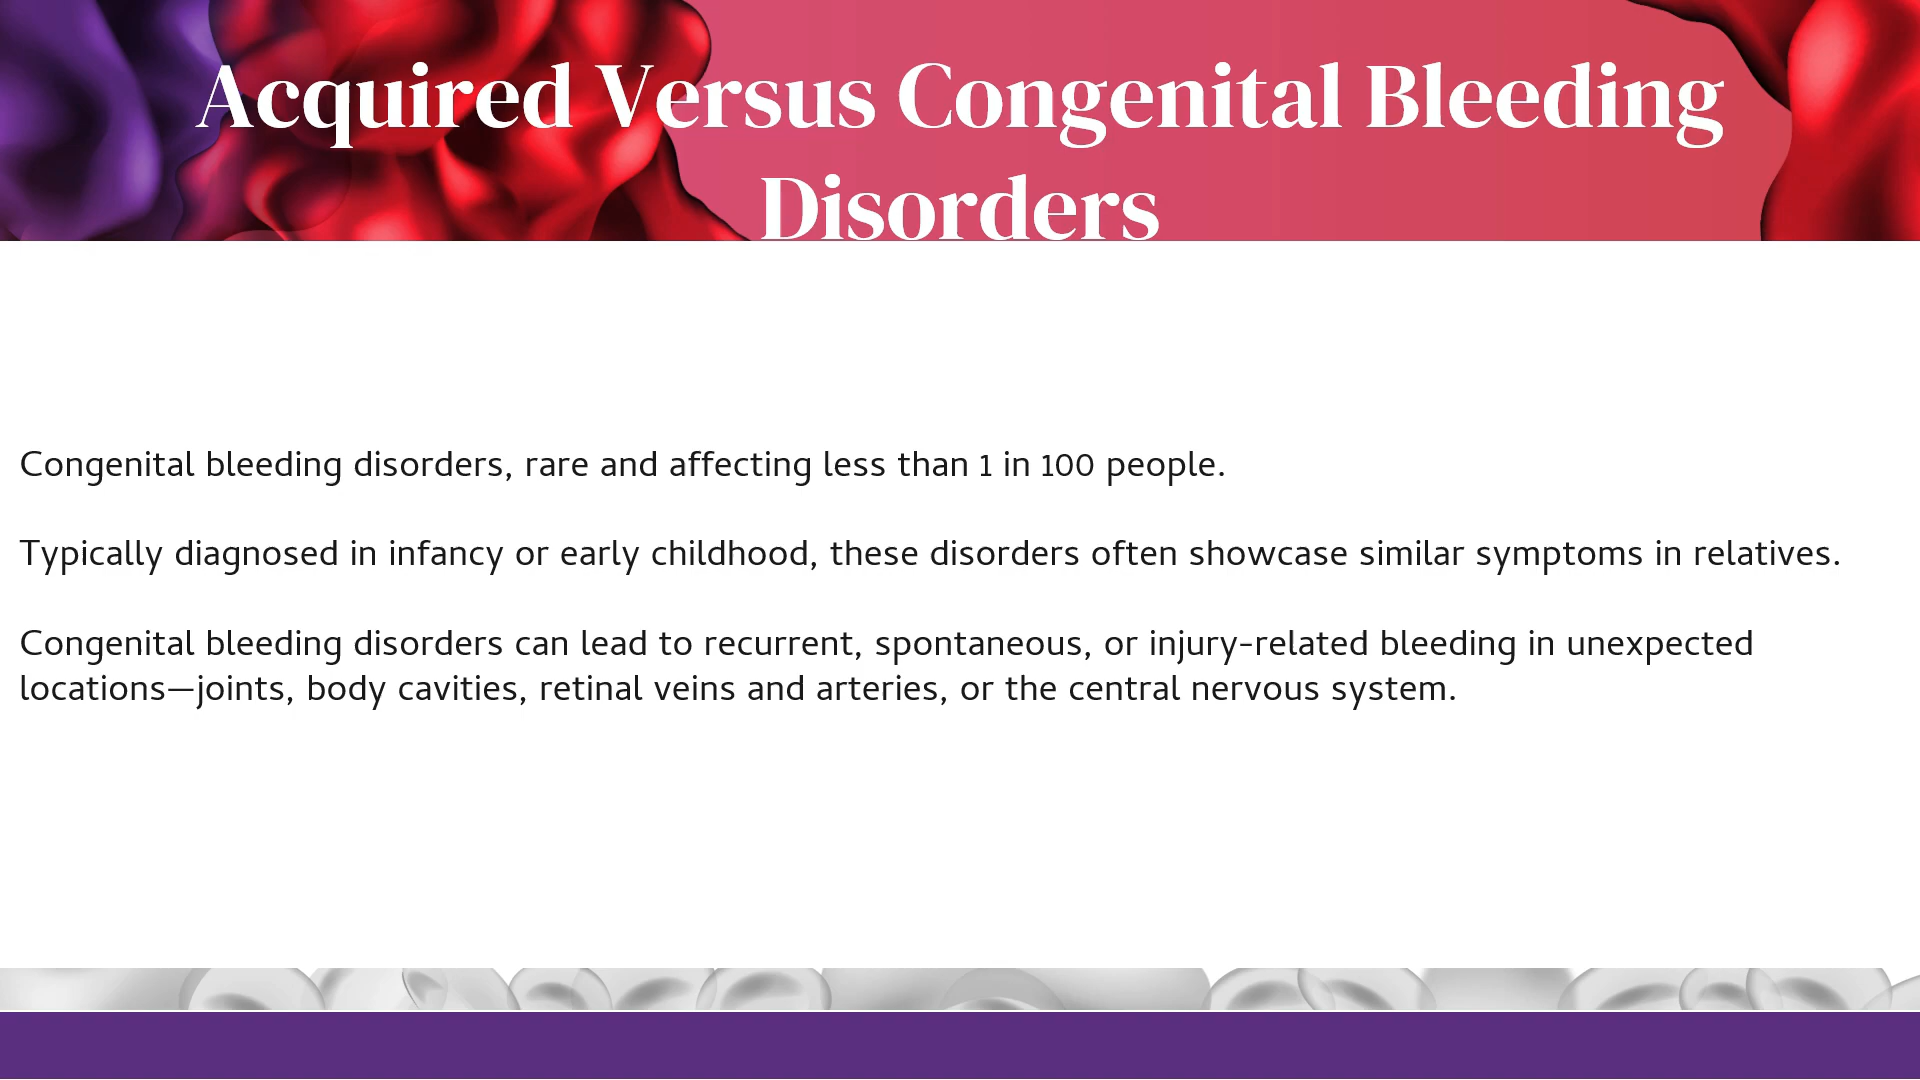 Acquired Versus Congenital Bleeding
Disorders
Congenital bleeding disorders, rare and affecting less than 1 in 100 people.
Typically diagnosed in infancy or early childhood, these disorders often showcase similar symptoms in relatives.
Congenital bleeding disorders can lead to recurrent, spontaneous, or injury-related bleeding in unexpected
locations—joints, body cavities, retinal veins and arteries, or the central nervous system.